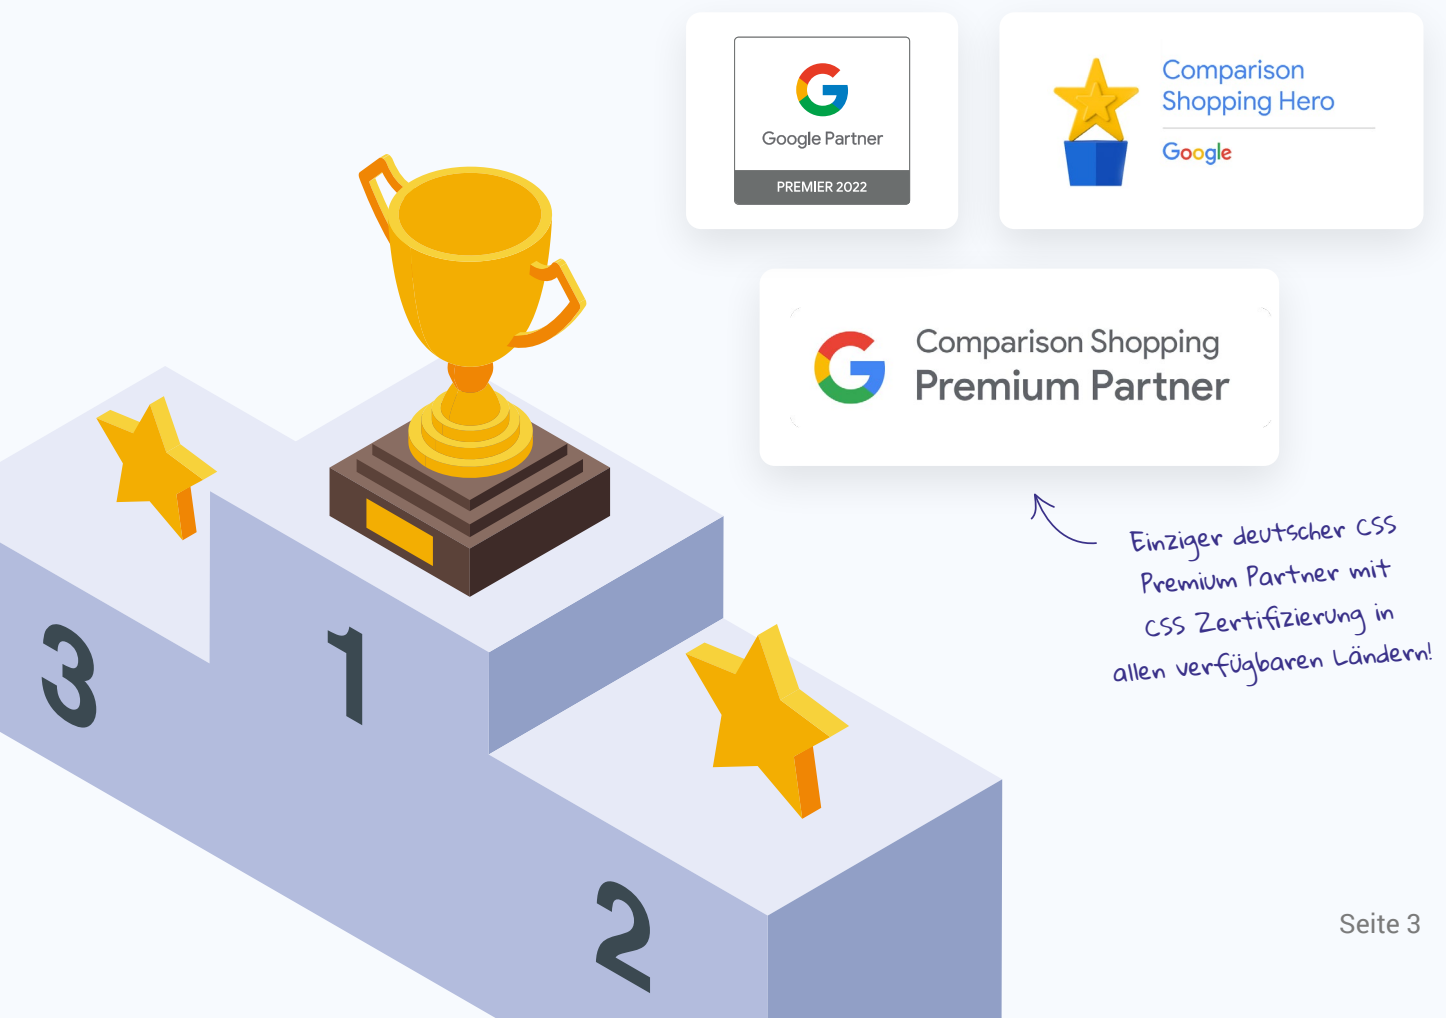 Google Partner
PREMIER 2022
Comparison
Shopping Hero
Google
Comparison Shopping
Premium Partner
Einziger deutscher CSS
Premium Partner mit
CSS Zertifizierung in
allen verfügbaren Ländern!
3
1
2
Seite 3